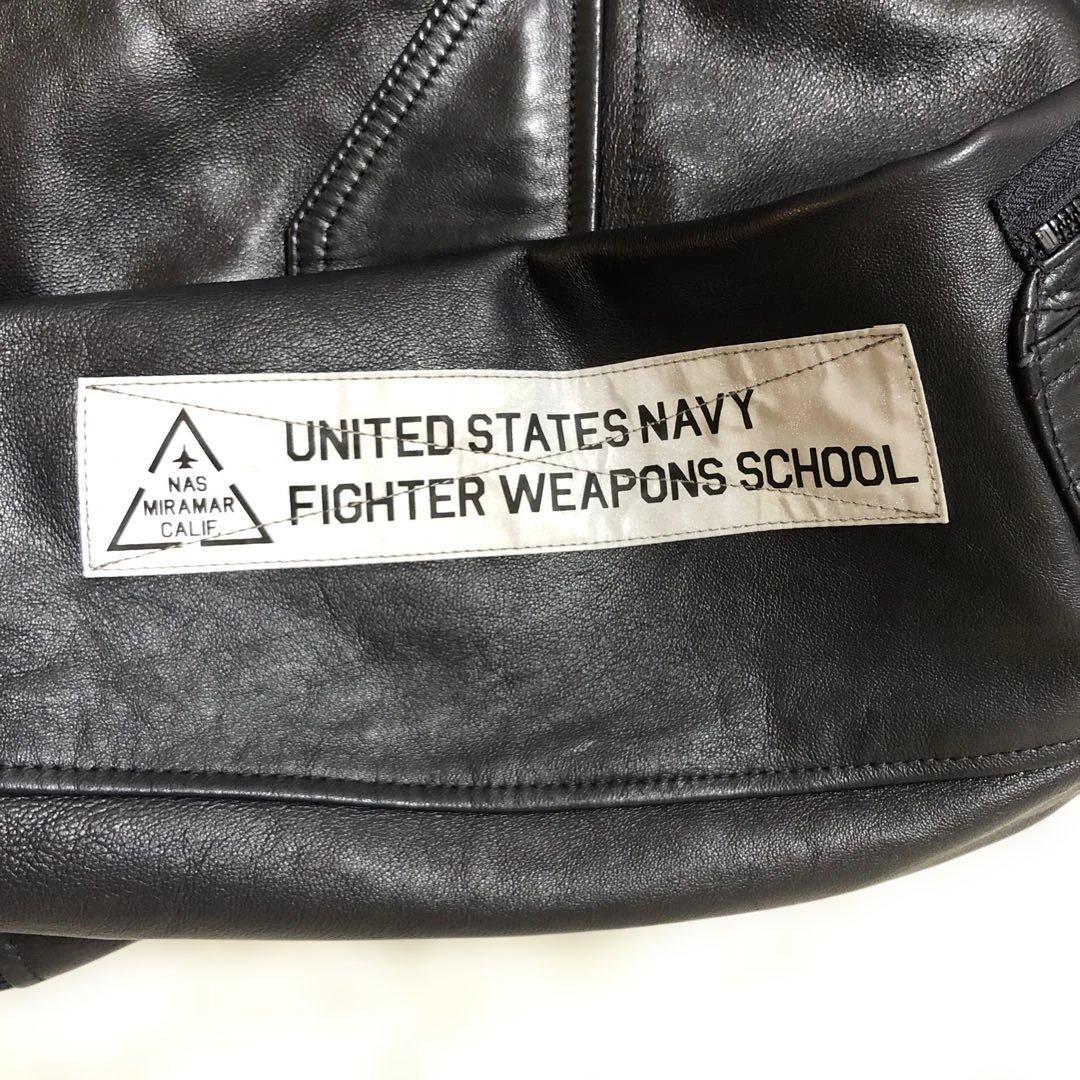 NAS
MIRAMAR
CALIF.
UNITED STATES NAVY
FIGHTER WEAPONS SCHOOL